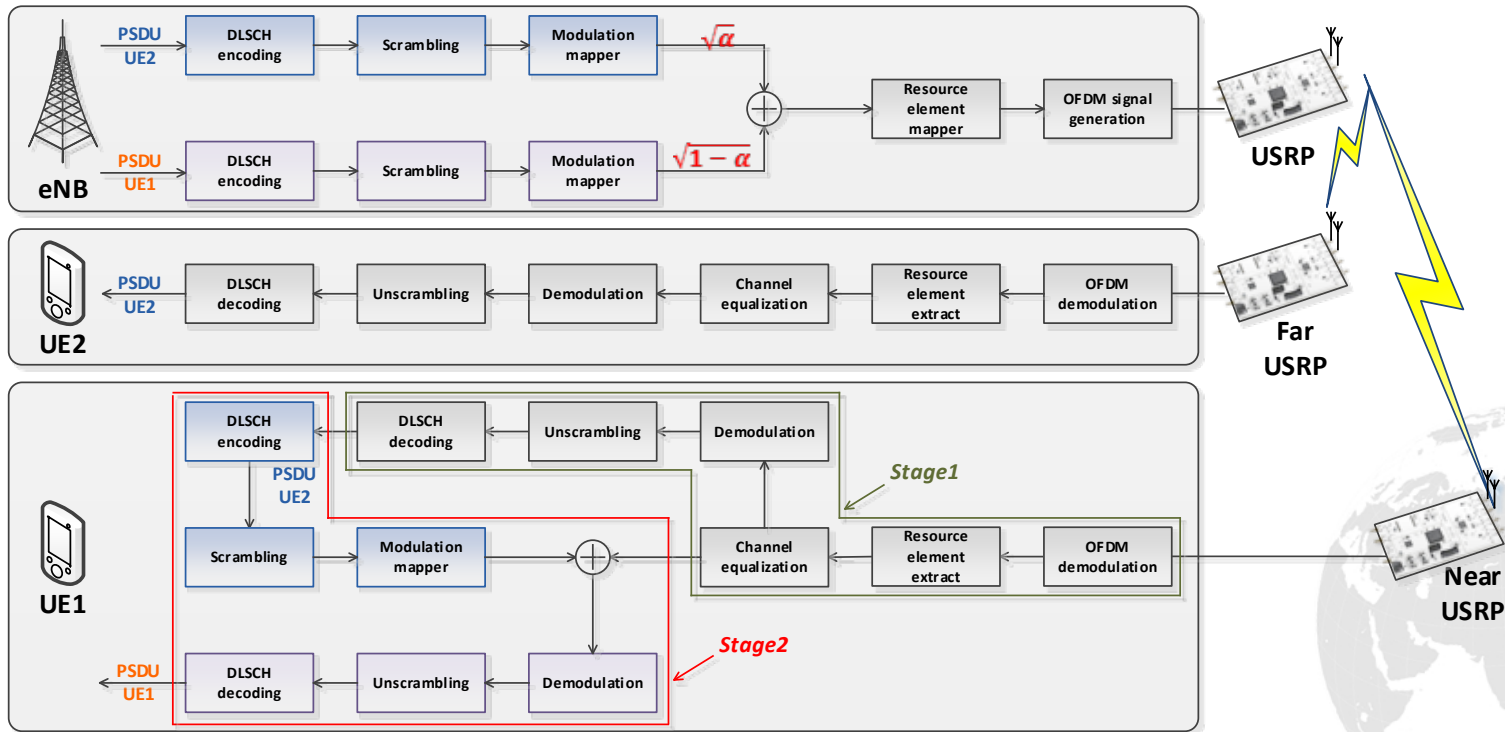 PSDU
UE2
DLSCH
encoding
Scrambling
Modulation
mapper
√α
Resource
element
mapper
OFDM signal
generation
USRP
PSDU
UE1
DLSCH
encoding
Scrambling
Modulation
mapper
√1 − α
eNB
PSDU
UE2
DLSCH
decoding
Unscrambling
Demodulation
Channel
equalization
Resource
element
extract
OFDM
demodulation
UE2
Far
USRP
DLSCH
encoding
DLSCH
decoding
Unscrambling
Demodulation
PSDU
UE2
Stage1
Scrambling
Modulation
mapper
Channel
equalization
Resource
element
extract
OFDM
demodulation
UE1
Near
USRP
Stage2
PSDU
UE1
DLSCH
decoding
Unscrambling
Demodulation